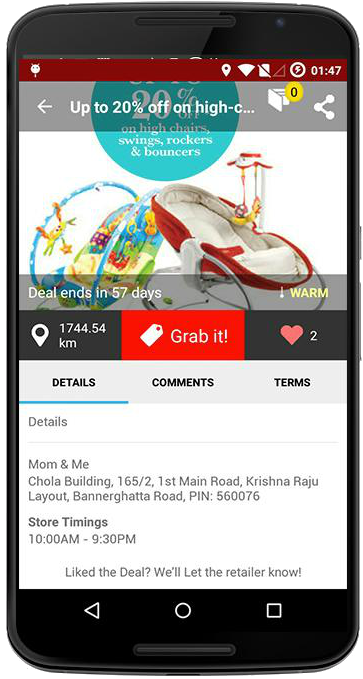 01:47
Up to 20% off on high-c...
0
20%
OFF
on high chairs,
swings, rockers
& bouncers
Deal ends in 57 days
WARM
1744.54
km
Grab it!
2
DETAILS
COMMENTS
TERMS
Details
Mom & Me
Chola Building, 165/2, 1st Main Road, Krishna Raju
Layout, Bannerghatta Road, PIN: 560076
Store Timings
10:00AM - 9:30PM
Liked the Deal? We'll Let the retailer know!